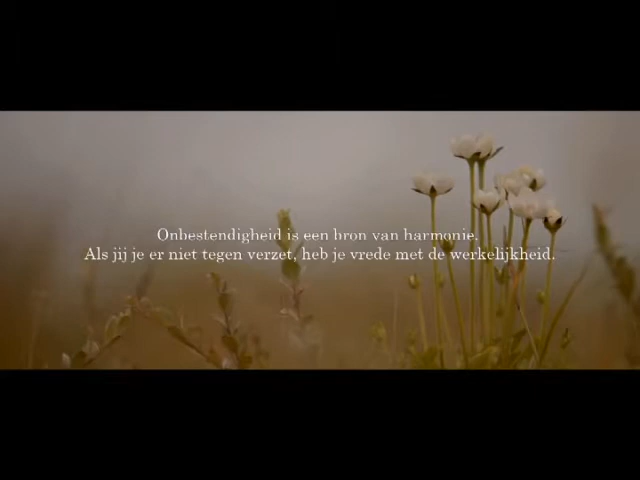 Onbestendigheid is een bron van harmonie.
Als jij je er niet tegen verzet, heb je vrede met de werkelijkheid.